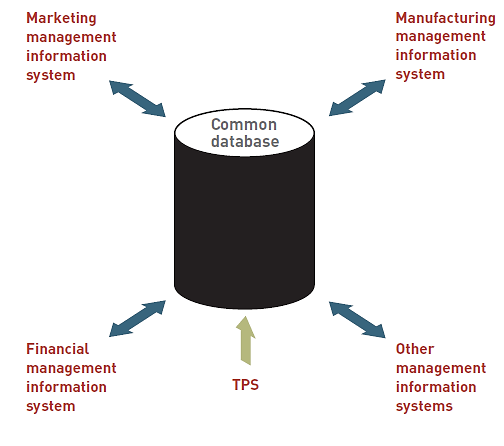 Marketing
management
information
system
Manufacturing
management
information
system
Common
database
Financial
management
information
system
TPS
Other
management
information
systems